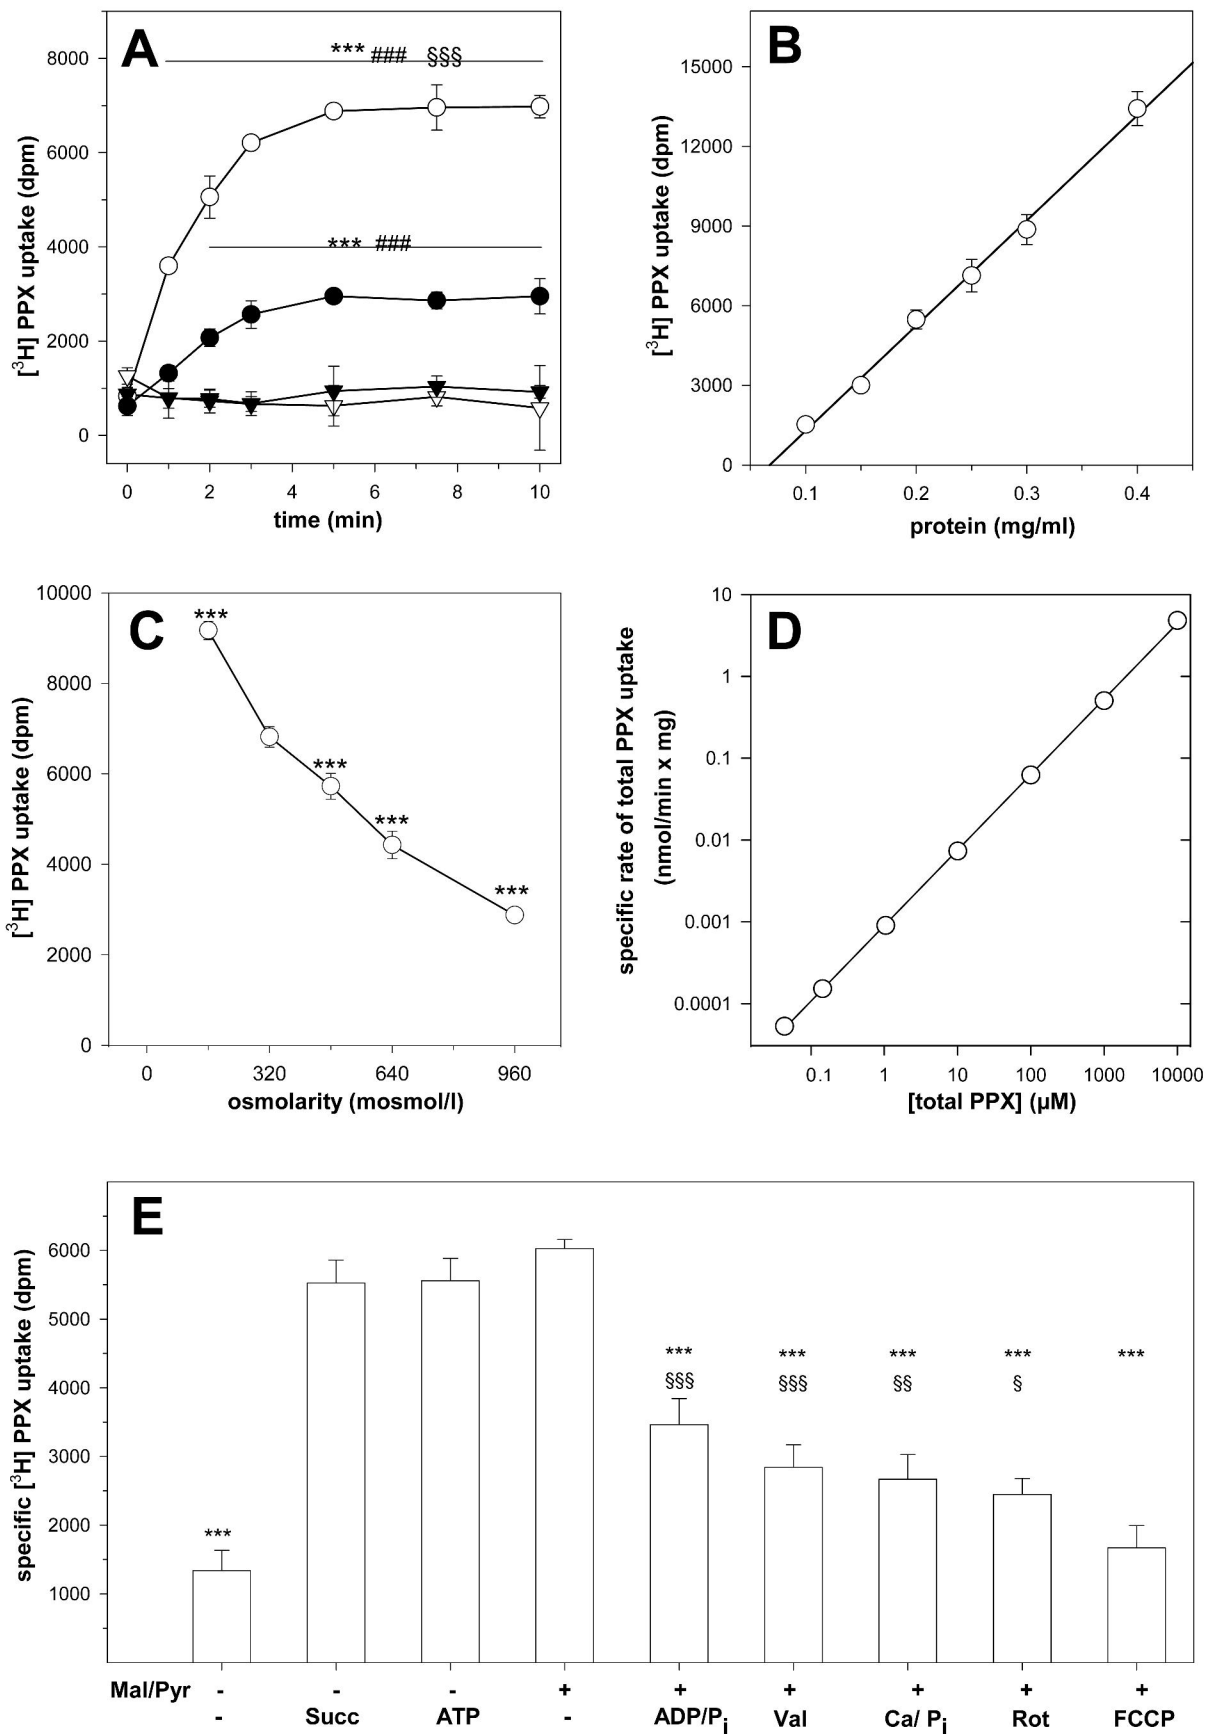 A
*** ### §§§
*** ###
8000
6000
4000
2000
0
[³H] PPX uptake (dpm)
0 2 4 6 8 10
time (min)
B
15000
12000
9000
6000
3000
0
[³H] PPX uptake (dpm)
0.1 0.2 0.3 0.4
protein (mg/ml)
C
10000
8000
6000
4000
2000
0
[³H] PPX uptake (dpm)
***
***
***
***
0 320 640 960
osmolarity (mosmol/l)
D
10
1
0.1
0.01
0.001
0.0001
specific rate of total PPX uptake
(nmol/min x mg)
0.1 1 10 100 1000 10000
[total PPX] (µM)
E
6000
5000
4000
3000
2000
1000
specific [³H] PPX uptake (dpm)
*** *** *** *** ***
§§§ §§§ §§ §
***
Mal/Pyr - - - + + + + + +
- Succ ATP - ADP/Pi Val Ca/ Pi Rot FCCP